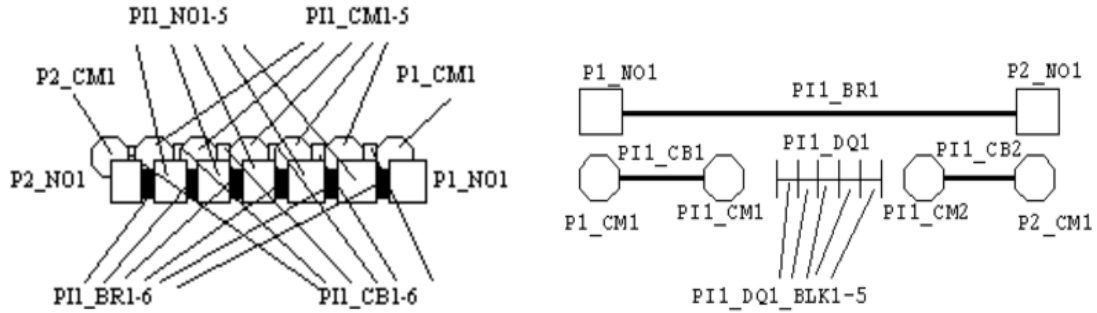 PI1_NO1-5
PI1_CM1-5
P2_CM1
P1_CM1
P2_NO1
P1_NO1
PI1_BR1-6
PI1_CB1-6
P1_NO1
P2_NO1
PI1_BR1
PI1_CB1
PI1_DQ1
PI1_CB2
P1_CM1
PI1_CM1
PI1_CM2
P2_CM1
PI1_DQ1_BLK1-5